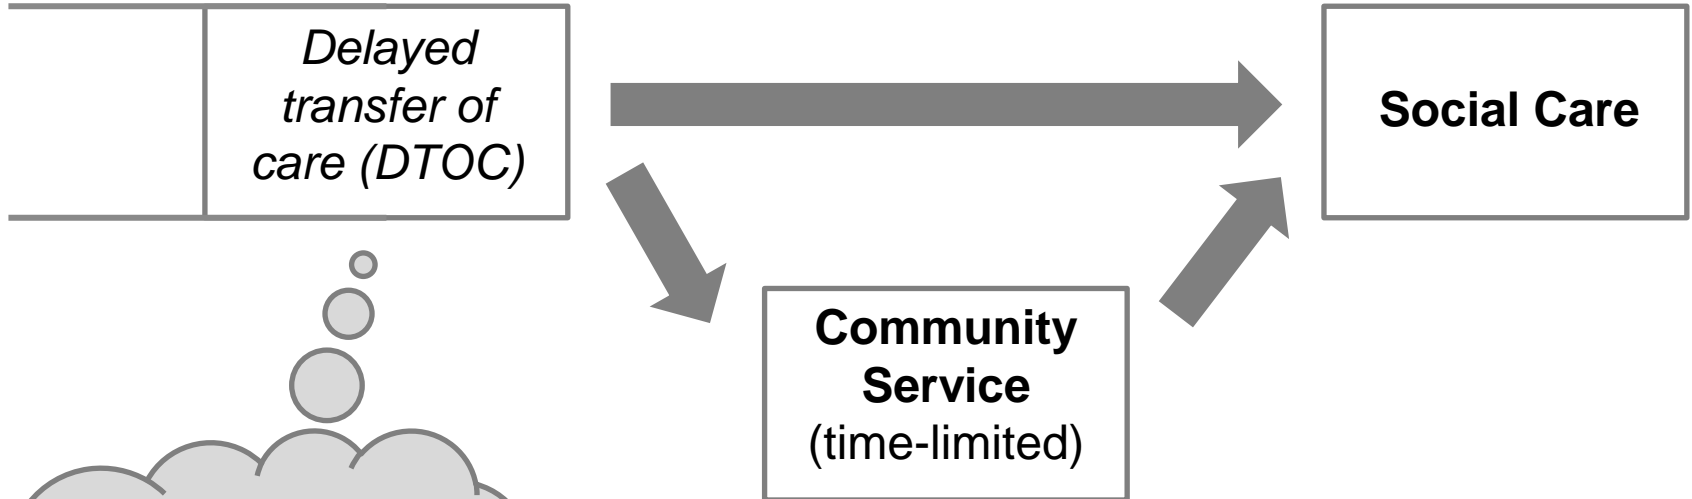 Delayed
transfer of
care (DTOC)
Social Care
Community
Service
(time-limited)